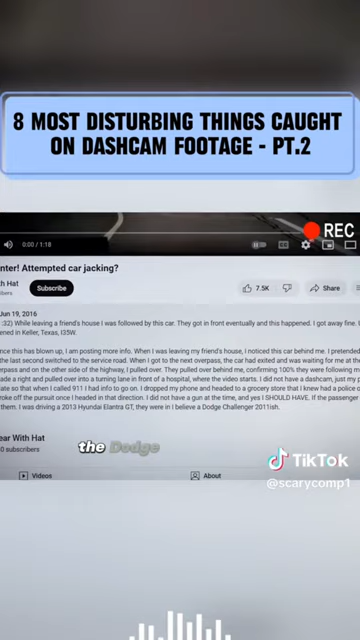 8 MOST DISTURBING THINGS CAUGHT
ON DASHCAM FOOTAGE - PT.2
REC
0:00 / 1:18
nter! Attempted car jacking?
th Hat
bers
Subscribe
7.5K
Share
Jun 19, 2016
:32) While leaving a friend's house I was followed by this car. They got in front eventually and this happened. I got away fine. I
ened in Keller, Texas, I35W.
nce this has blown up, I am posting more info. When I was leaving my friend's house, I noticed this car behind me. I pretended
the last second switched to the service road. When I got to the next overpass, the car had exited and was waiting for me at the
erpass and on the other side of the highway, I pulled over. They pulled over behind me, confirming 100% they were following m
ade a right and pulled over into a turning lane in front of a hospital, where the video starts. I did not have a dashcam, just my p
late so that when I called 911 I had info to go on. I dropped my phone and headed to a grocery store that I knew had a police o
roke off the pursuit once I headed in that direction. I did not have a gun at the time, and yes I SHOULD HAVE. If the passenger
them. I was driving a 2013 Hyundai Elantra GT, they were in I believe a Dodge Challenger 2011ish.
ear With Hat
0 subscribers
the Dodge
TikTok
@scarycomp1
Videos
About